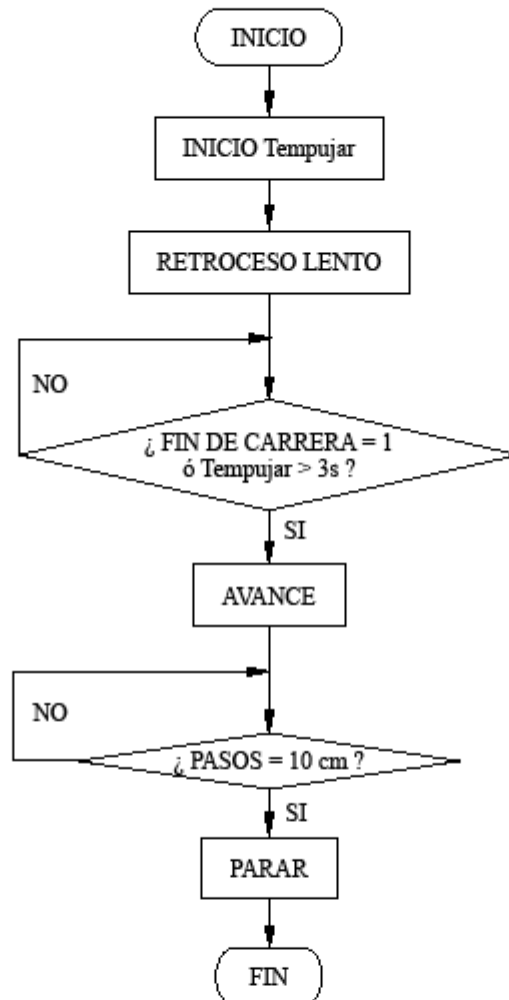 INICIO
INICIO Tempujar
RETROCESO LENTO
NO
¿ FIN DE CARRERA = 1
ó Tempujar > 3s ?
SI
AVANCE
NO
¿ PASOS = 10 cm ?
SI
PARAR
FIN